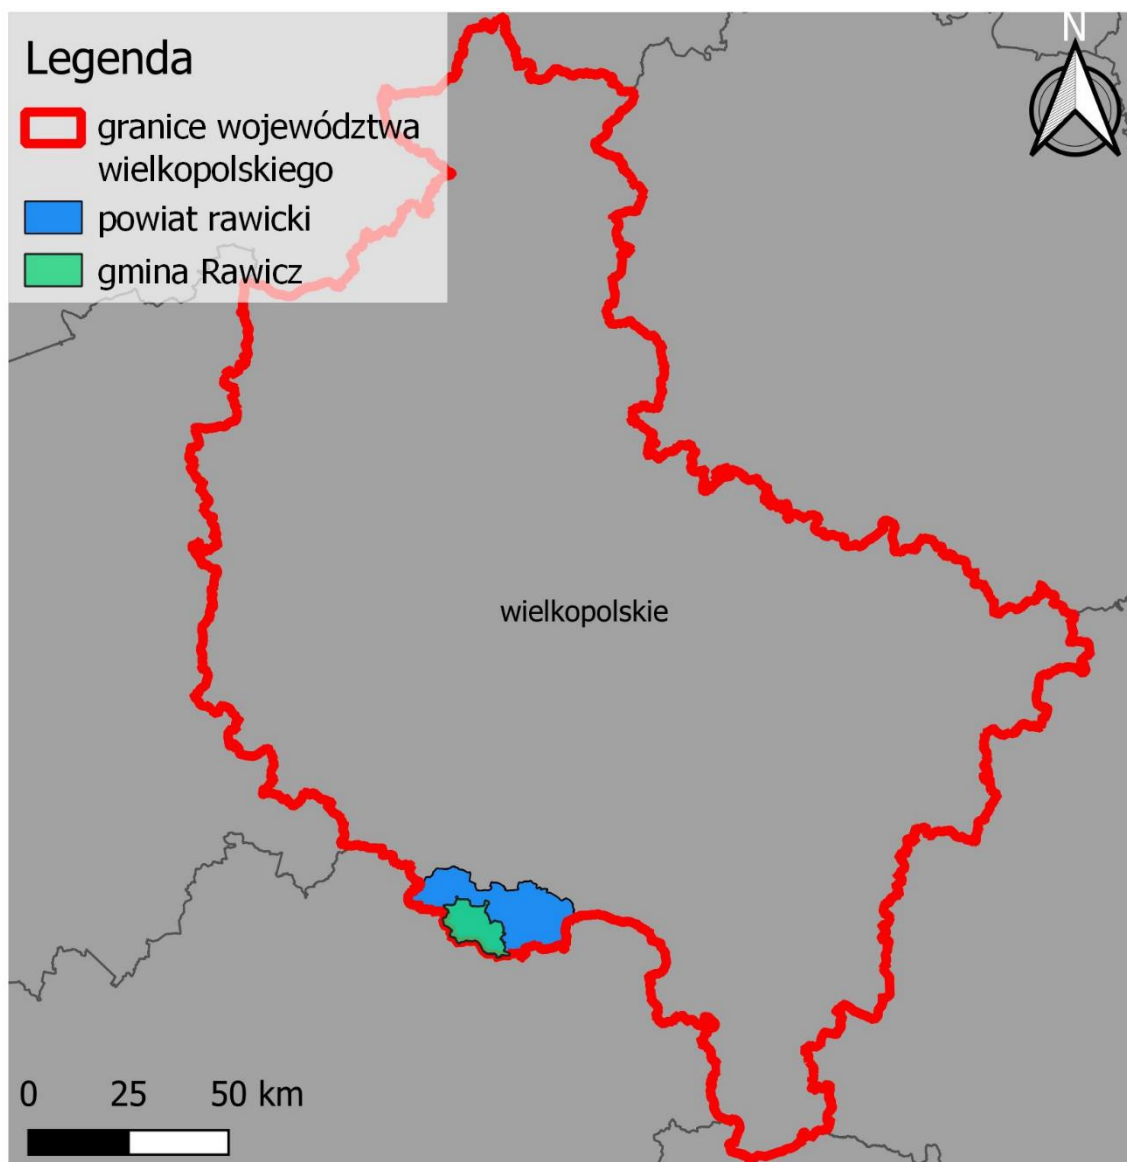 N
Legenda
granice województwa
wielkopolskiego
powiat rawicki
gmina Rawicz
wielkopolskie
0 25 50 km